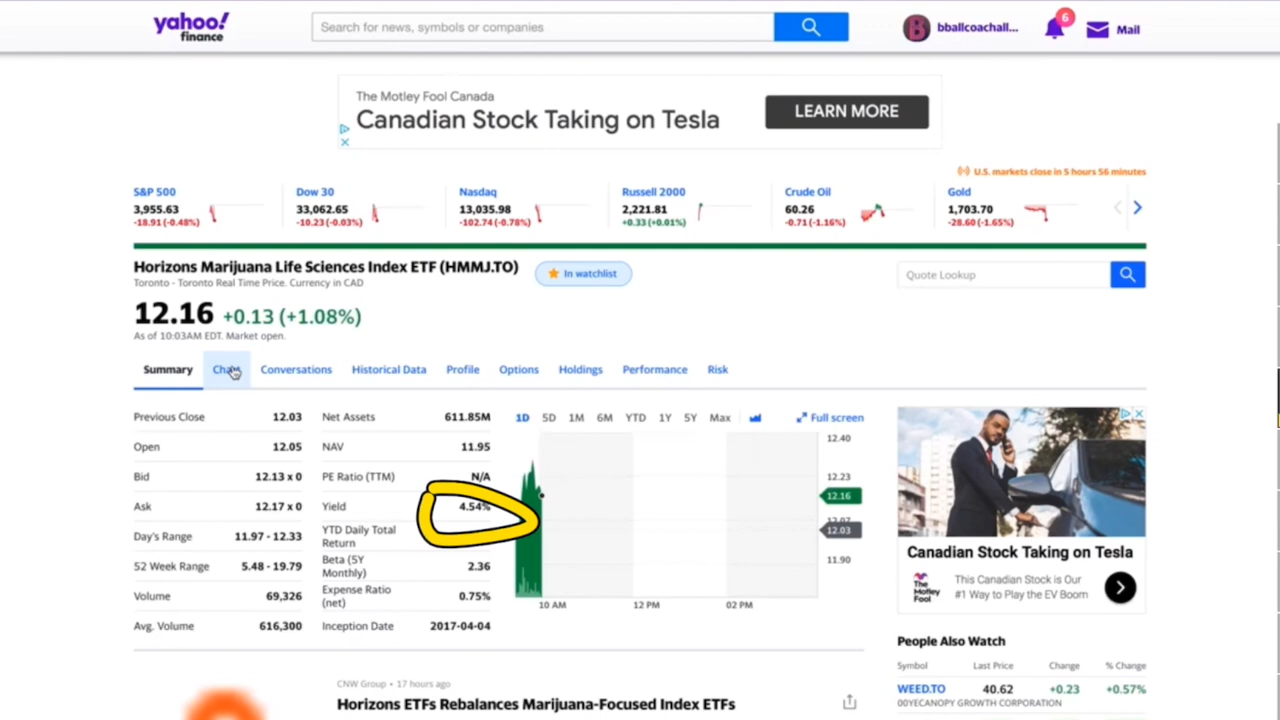 yahoo!
finance
Search for news, symbols or companies
B
bballcoachall...
6
Mail
The Motley Fool Canada
Canadian Stock Taking on Tesla
LEARN MORE
U.S. markets close in 5 hours 56 minutes
S&P 500
3,955.63
-18.91 (-0.48%)
Dow 30
33,062.65
-10.23 (-0.03%)
Nasdaq
13,035.98
-102.74 (-0.78%)
Russell 2000
2,221.81
+0.33 (+0.01%)
Crude Oil
60.26
-0.71 (-1.16%)
Gold
1,703.70
-28.60 (-1.65%)
Horizons Marijuana Life Sciences Index ETF (HMMJ.TO)
In watchlist
Toronto - Toronto Real Time Price. Currency in CAD
Quote Lookup
12.16 +0.13 (+1.08%)
As of 10:03AM EDT. Market open.
Summary
Conversations
Historical Data
Profile
Options
Holdings
Performance
Risk
Previous Close 12.03
Open 12.05
Bid 12.13 x 0
Ask 12.17 x 0
Day's Range 11.97 - 12.33
52 Week Range 5.48 - 19.79
Volume 69,326
Avg. Volume 616,300
Net Assets 611.85M
NAV 11.95
PE Ratio (TTM) N/A
Yield 4.54%
YTD Daily Total
Return
Beta (5Y
Monthly) 2.36
Expense Ratio
(net) 0.75%
Inception Date 2017-04-04
1D 5D 1M 6M YTD 1Y 5Y Max
Full screen
12.40
12.23
12.16
12.03
11.90
10 AM 12 PM 02 PM
Canadian Stock Taking on Tesla
The
Motley
Fool
This Canadian Stock is Our
#1 Way to Play the EV Boom
People Also Watch
Symbol Last Price Change % Change
WEED.TO 40.62 +0.23 +0.57%
00YECANOPY GROWTH CORPORATION
CNW Group • 17 hours ago
Horizons ETFs Rebalances Marijuana-Focused Index ETFs